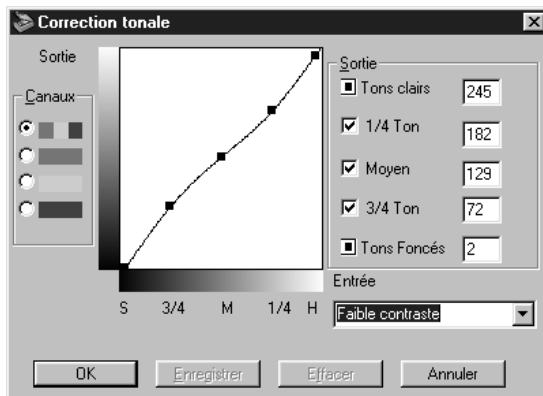 Correction tonale
Sortie
Canaux
S 3/4 M 1/4 H
Sortie
Tons clairs 245
1/4 Ton 182
Moyen 129
3/4 Ton 72
Tons Foncés 2
Entrée
Faible contraste
OK Enregistrer Effacer Annuler